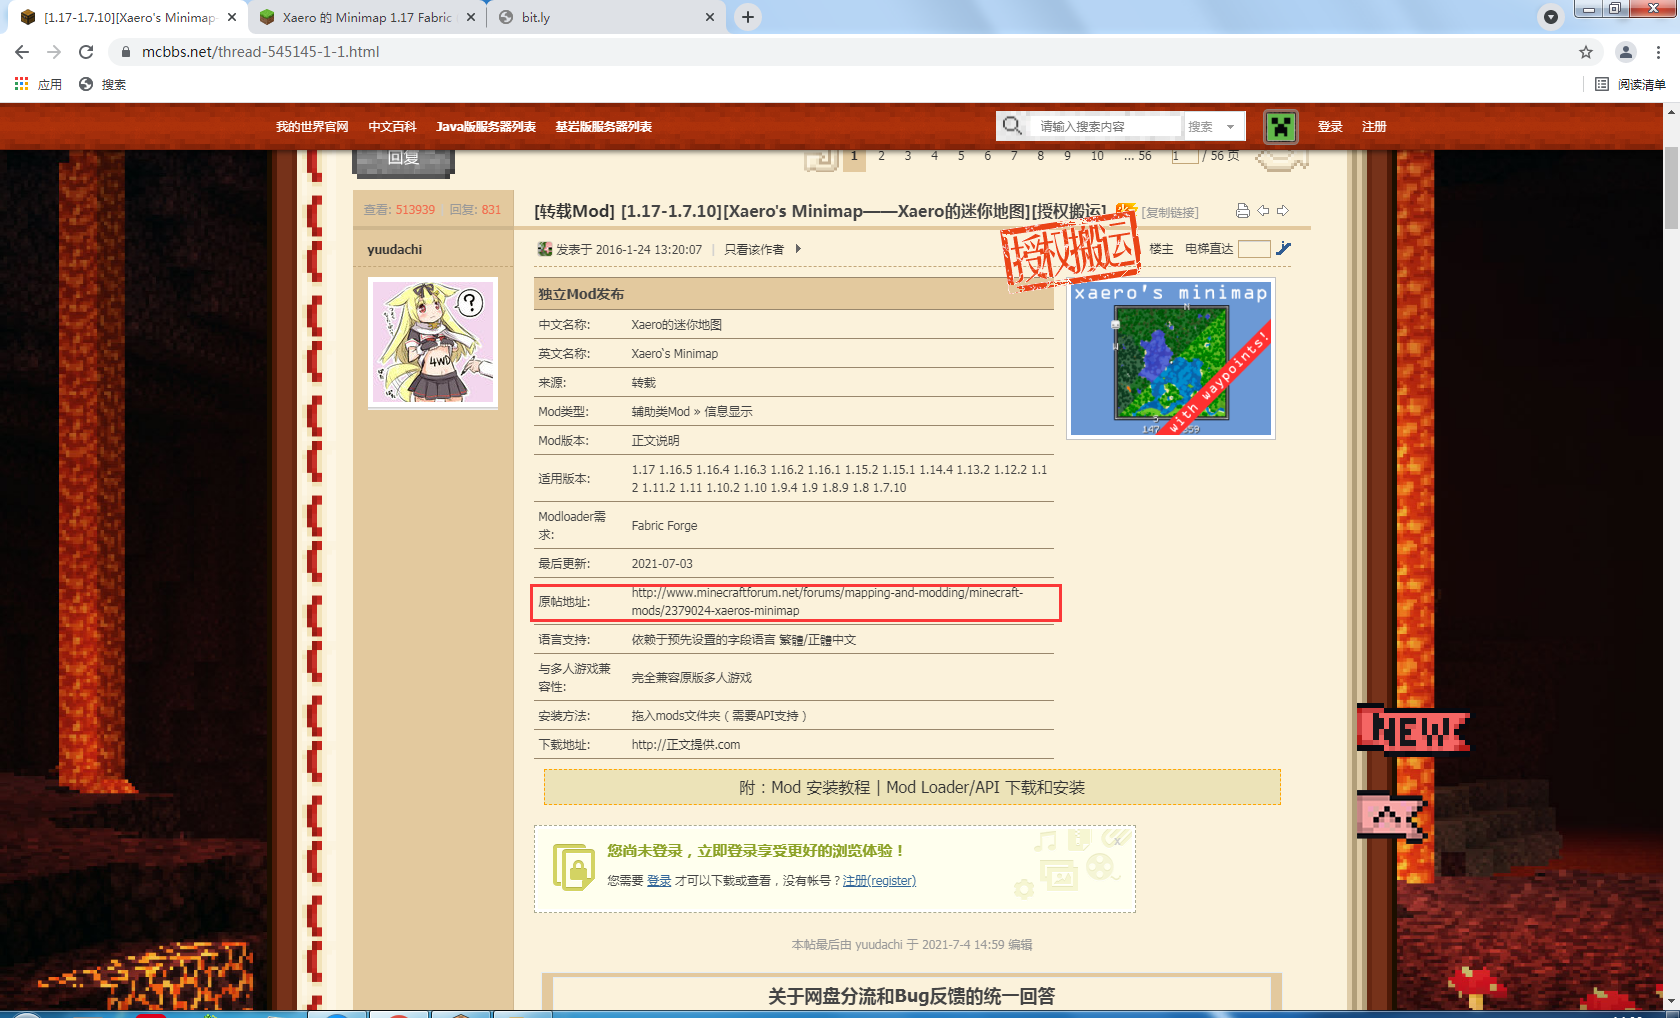 [1.17-1.7.10][Xaero's Minimap-
Xaero 的 Minimap 1.17 Fabric
bit.ly
mcbbs.net/thread-545145-1-1.html
应用
搜索
阅读清单
我的世界官网 中文百科 Java版服务器列表 基岩版服务器列表
请输入搜索内容
搜索
登录 注册
回复
1 2 3 4 5 6 7 8 9 10 ... 56 1 / 56 页
查看: 513939 回复: 831
[转载Mod] [1.17-1.7.10][Xaero's Minimap——Xaero的迷你地图][授权搬运]
[复制链接]
授权搬运
yuudachi
发表于 2016-1-24 13:20:07 | 只看该作者
楼主 电梯直达
?
4WD
独立Mod发布
中文名称: Xaero的迷你地图
英文名称: Xaero`s Minimap
来源: 转载
Mod类型: 辅助类Mod » 信息显示
Mod版本: 正文说明
适用版本: 1.17 1.16.5 1.16.4 1.16.3 1.16.2 1.16.1 1.15.2 1.15.1 1.14.4 1.13.2 1.12.2 1.1
2 1.11.2 1.11 1.10.2 1.10 1.9.4 1.9 1.8.9 1.8 1.7.10
Modloader需
求: Fabric Forge
最后更新: 2021-07-03
原帖地址: http://www.minecraftforum.net/forums/mapping-and-modding/minecraft-
mods/2379024-xaeros-minimap
语言支持: 依赖于预先设置的字段语言 繁體/正體中文
与多人游戏兼
容性: 完全兼容原版多人游戏
安装方法: 拖入mods文件夹（需要API支持）
下载地址: http://正文提供.com
xaero's minimap
N
W
S
with waypoints!
附：Mod 安装教程 | Mod Loader/API 下载和安装
您尚未登录，立即登录享受更好的浏览体验！
您需要 登录 才可以下载或查看，没有帐号？注册(register)
本帖最后由 yuudachi 于 2021-7-4 14:59 编辑
关于网盘分流和Bug反馈的统一回答
NEW